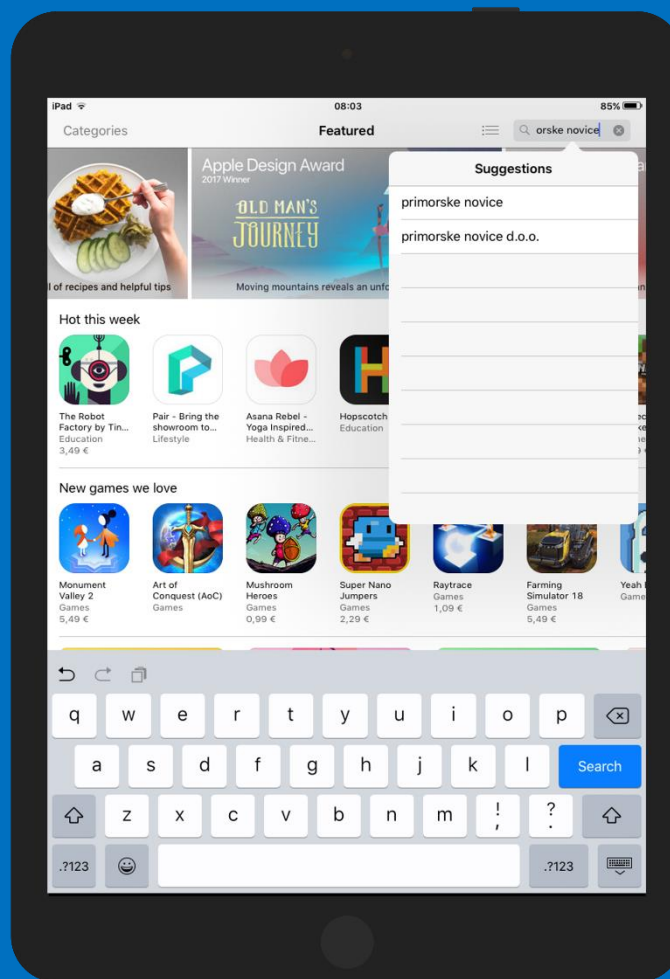 iPad
08:03
85%
Categories
Featured
orske novice
Apple Design Award
2017 Winner
OLD MAN'S
JOURNEY
l of recipes and helpful tips
Moving mountains reveals an unfo
Suggestions
primorske novice
primorske novice d.o.o.
Hot this week
The Robot
Factory by Tin...
Education
3,49 €
Pair - Bring the
showroom to...
Lifestyle
Asana Rebel -
Yoga Inspired...
Health & Fitne...
Hopscotch
Education
New games we love
Monument
Valley 2
Games
5,49 €
Art of
Conquest (AoC)
Games
Mushroom
Heroes
Games
0,99 €
Super Nano
Jumpers
Games
2,29 €
Raytrace
Games
1,09 €
Farming
Simulator 18
Games
5,49 €
Yeah
Game
q w e r t y u i o p
a s d f g h j k l Search
z x c v b n m ! , ? .
.?123 .?123